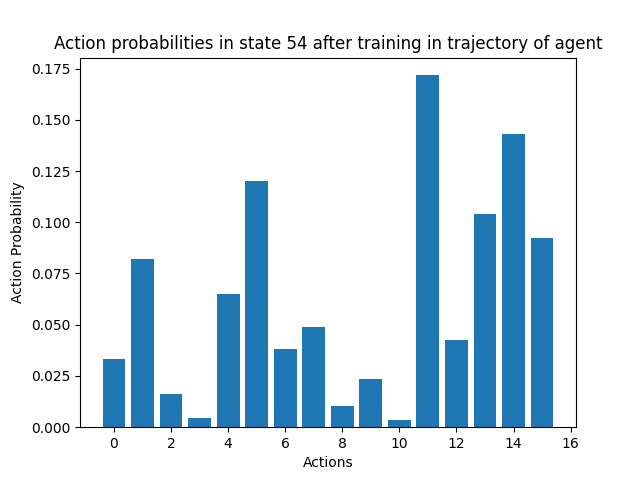 Action probabilities in state 54 after training in trajectory of agent
0.175
0.150
0.125
0.100
0.075
0.050
0.025
0.000
Action Probability
0 2 4 6 8 10 12 14 16
Actions